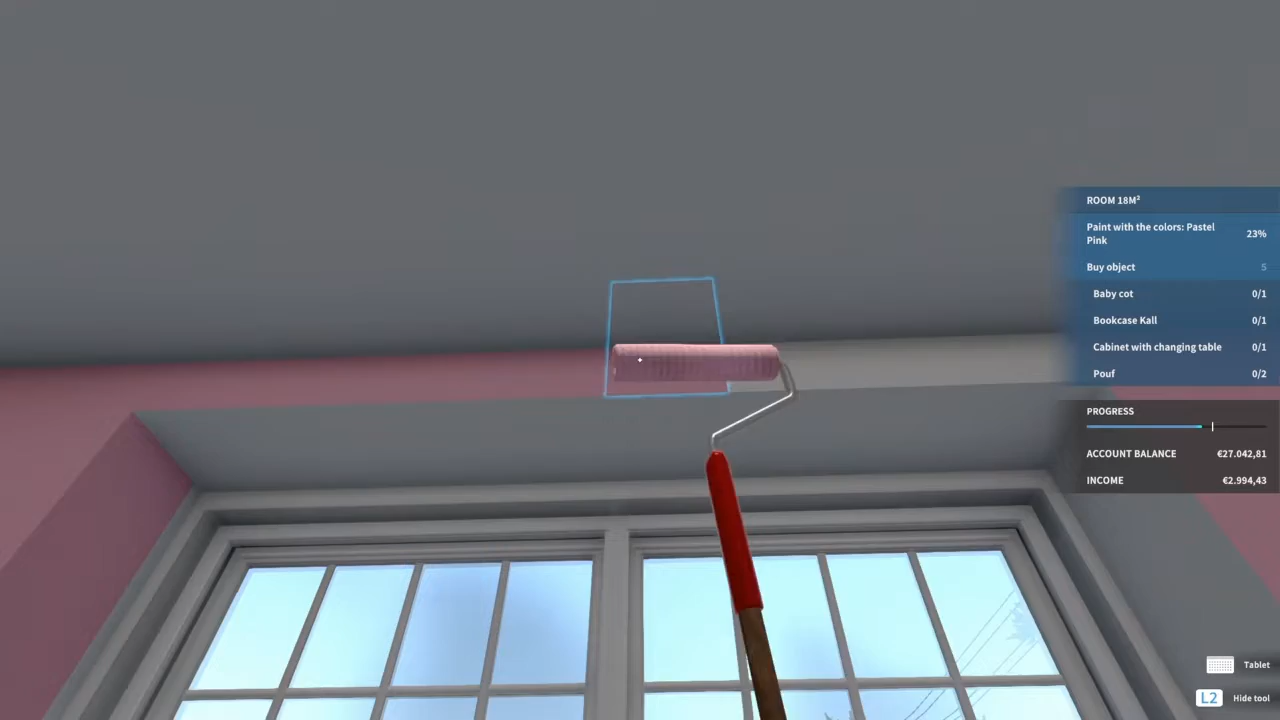 ROOM 18M²
Paint with the colors: Pastel
Pink
23%
Buy object
5
Baby cot
0/1
Bookcase Kall
0/1
Cabinet with changing table
0/1
Pouf
0/2
PROGRESS
ACCOUNT BALANCE
€27.042,81
INCOME
€2.994,43
Tablet
L2
Hide tool